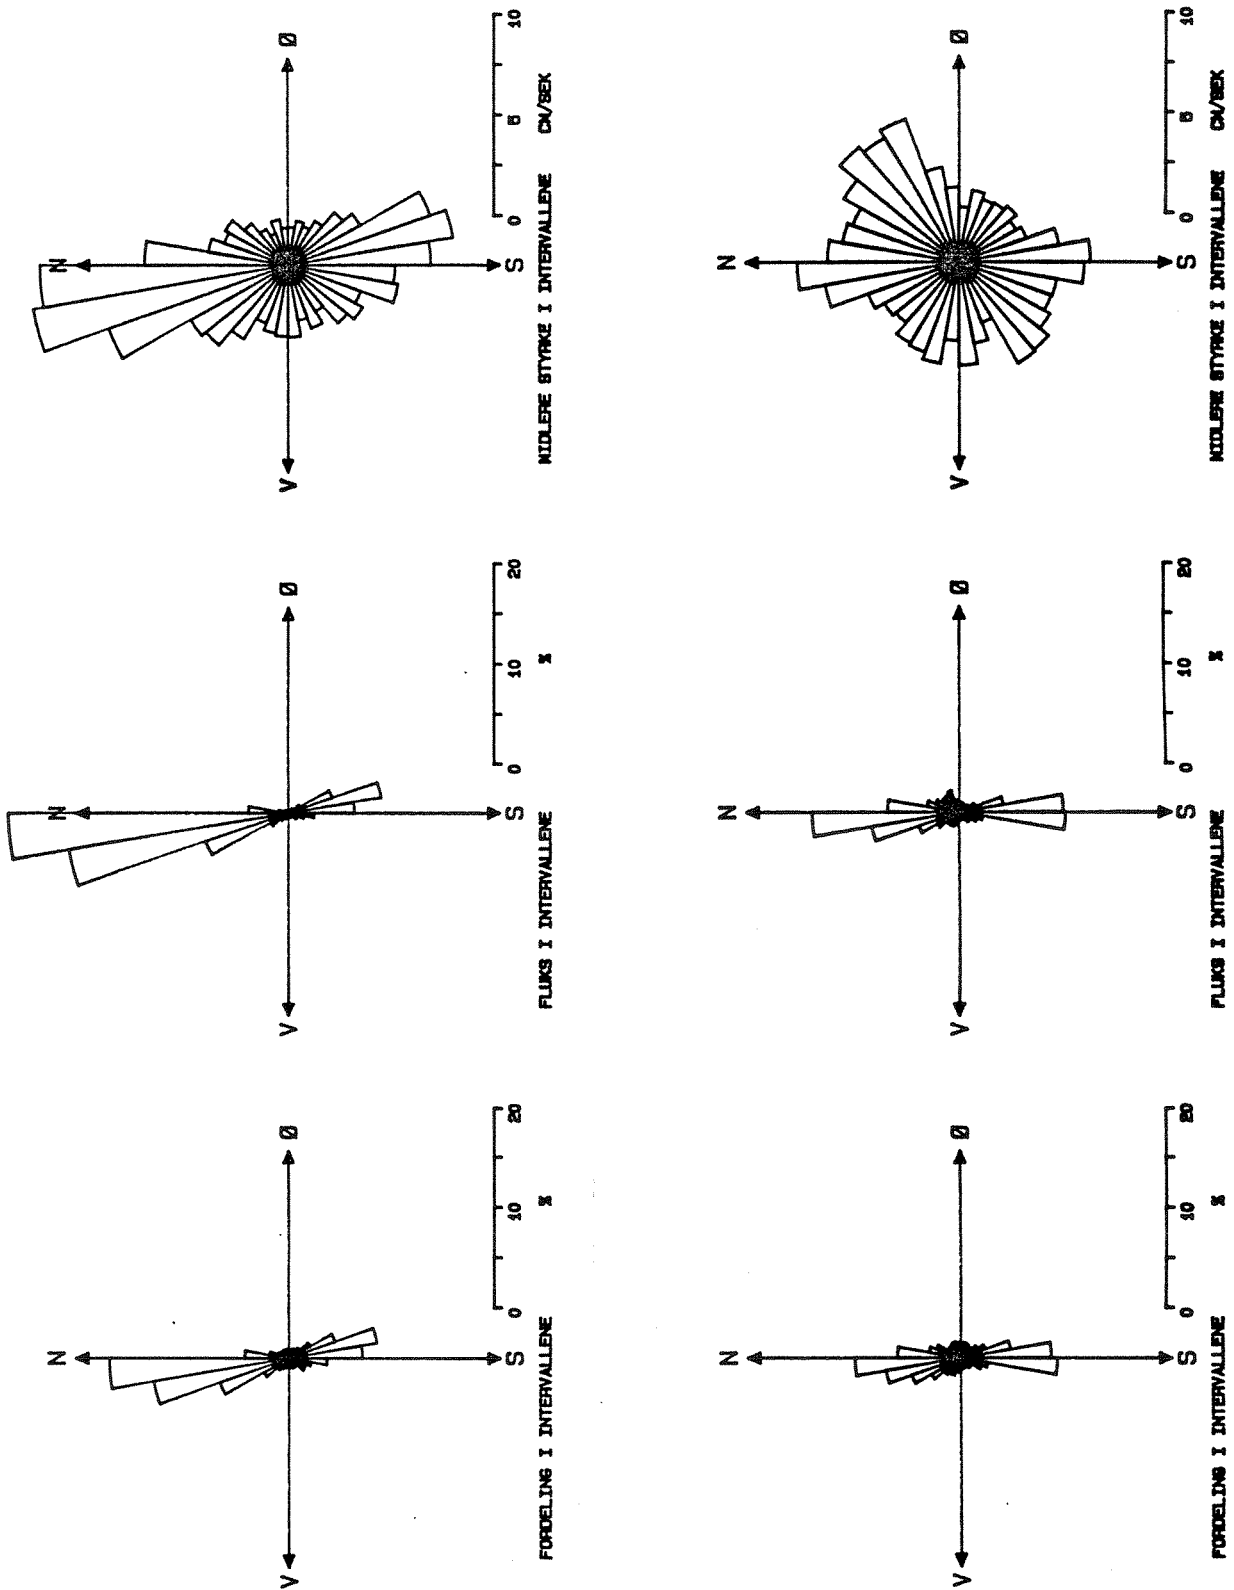 N
V Ø
S
0 10 20
FORDELING I INTERVALLENE %
N
V Ø
S
0 10 20
FLUKS I INTERVALLENE %
N
V Ø
S
0 5 10
MIDLERE STYRKE I INTERVALLENE CM/SEK
N
V Ø
S
0 10 20
FORDELING I INTERVALLENE %
N
V Ø
S
0 10 20
FLUKS I INTERVALLENE %
N
V Ø
S
0 5 10
MIDLERE STYRKE I INTERVALLENE CM/SEK